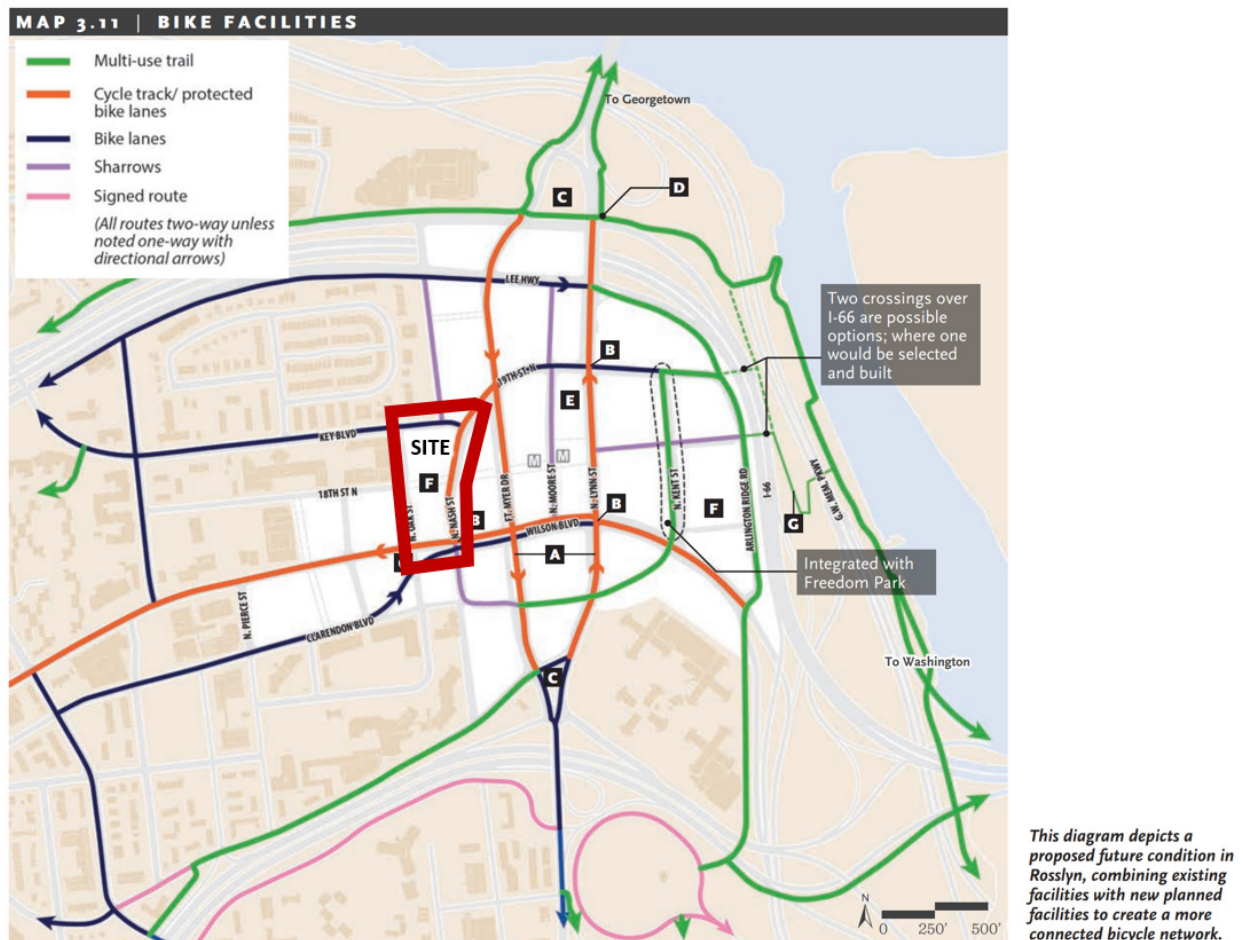 MAP 3.11 | BIKE FACILITIES
Multi-use trail
Cycle track/ protected
bike lanes
Bike lanes
Sharrows
Signed route
(All routes two-way unless
noted one-way with
directional arrows)
To Georgetown
C
D
LEE HWY
Two crossings over
I-66 are possible
options; where one
would be selected
and built
B
19TH ST. N
E
KEY BLVD
SITE
M
M
F
18TH ST N
N. OAK ST
N. NASH ST
FT. MYER DR
N. MOORE ST
N. LYNN ST
N. KENT ST
ARLINGTON RIDGE RD
I-66
G.W. MEM. PKWY
B
B
F
G
WILSON BLVD
A
Integrated with
Freedom Park
N. PIERCE ST
CLARENDON BLVD
C
To Washington
N
0 250' 500'
This diagram depicts a
proposed future condition in
Rosslyn, combining existing
facilities with new planned
facilities to create a more
connected bicycle network.